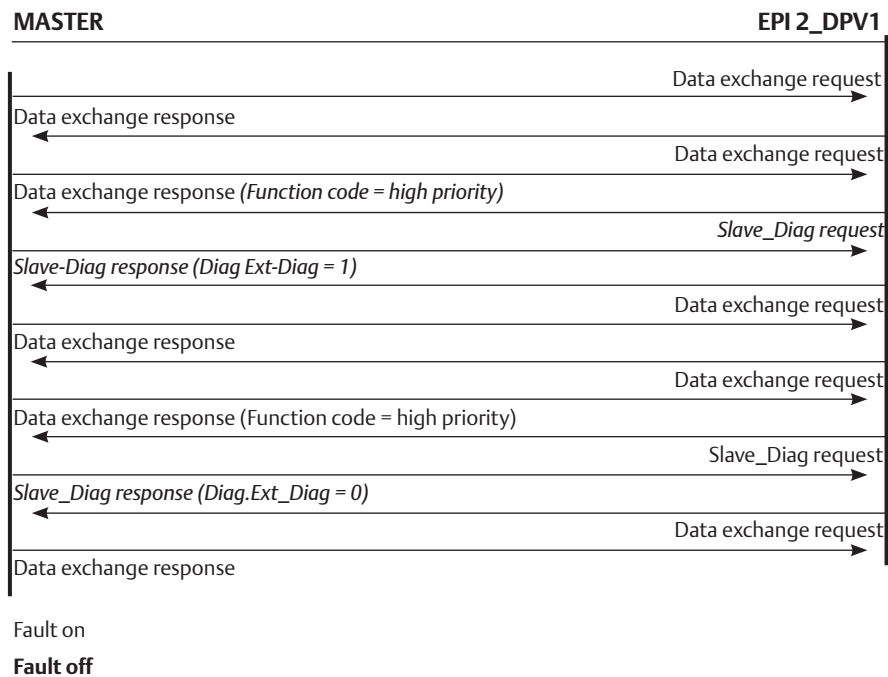 MASTER EPI 2_DPV1
Data exchange request
Data exchange response
Data exchange request
Data exchange response (Function code = high priority)
Slave_Diag request
Slave-Diag response (Diag Ext-Diag = 1)
Data exchange request
Data exchange response
Data exchange request
Data exchange response (Function code = high priority)
Slave_Diag request
Slave_Diag response (Diag.Ext_Diag = 0)
Data exchange request
Data exchange response
Fault on
Fault off